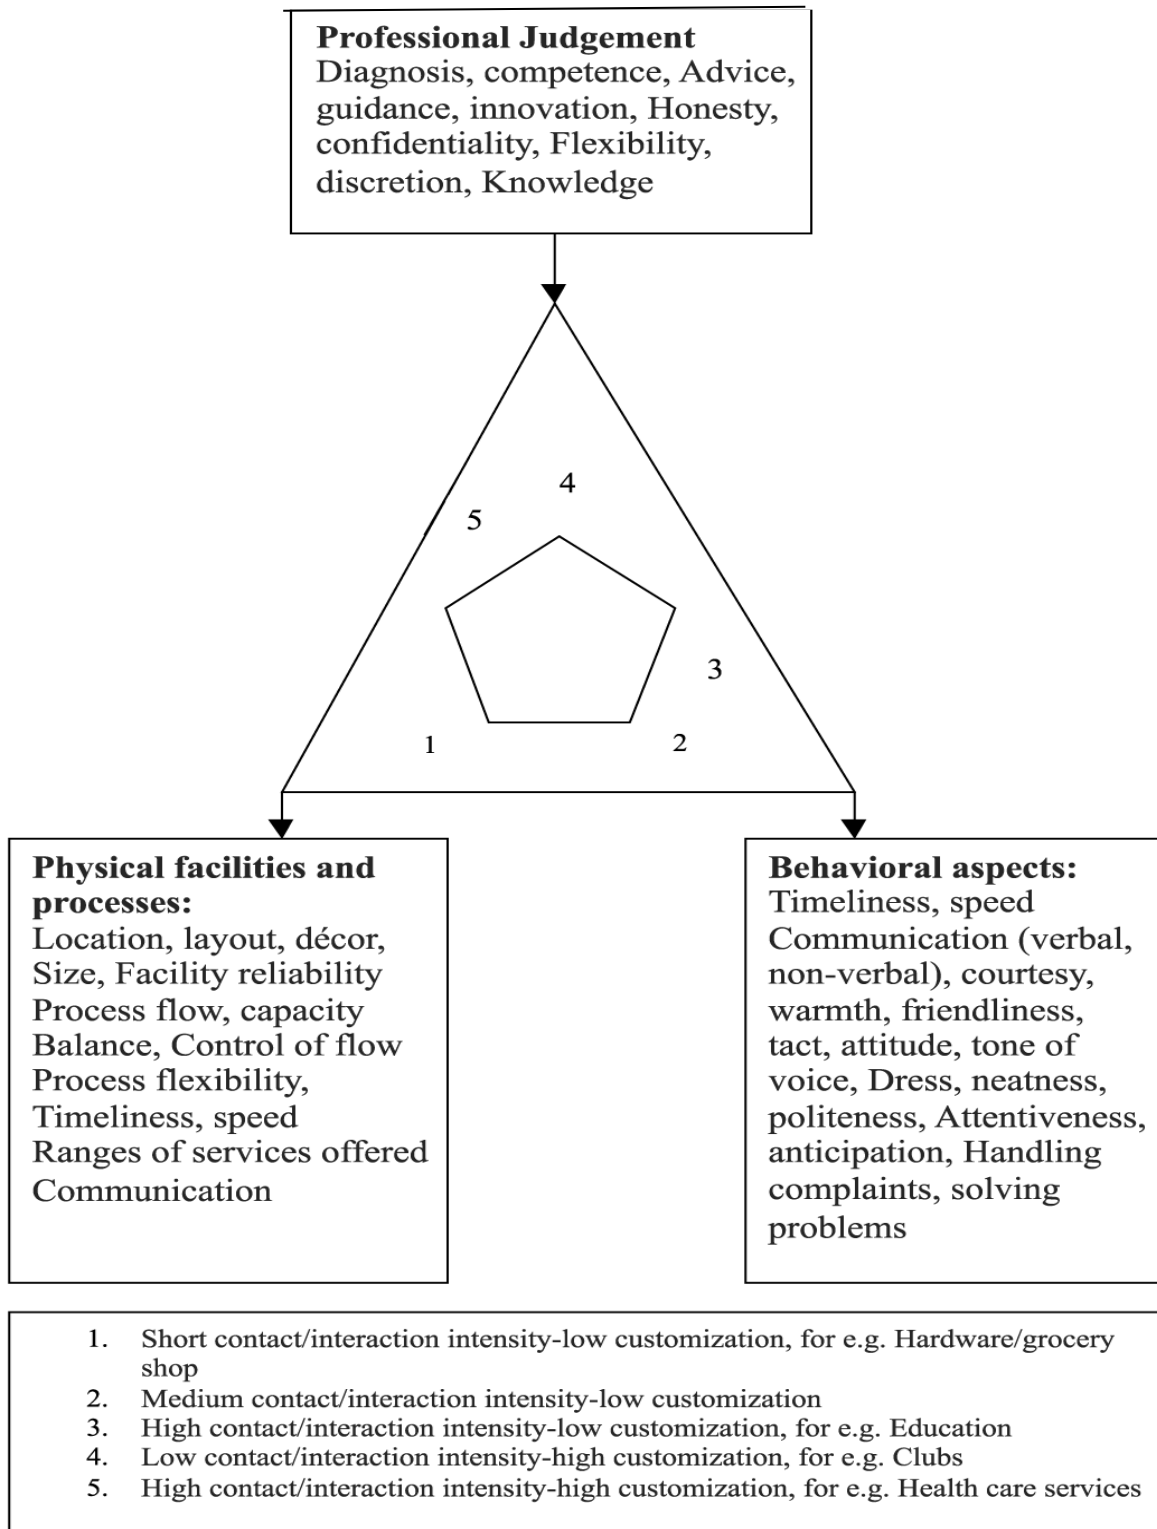 Professional Judgement
Diagnosis, competence, Advice,
guidance, innovation, Honesty,
confidentiality, Flexibility,
discretion, Knowledge
4
5
3
1
2
Physical facilities and
processes:
Location, layout, décor,
Size, Facility reliability
Process flow, capacity
Balance, Control of flow
Process flexibility,
Timeliness, speed
Ranges of services offered
Communication
Behavioral aspects:
Timeliness, speed
Communication (verbal,
non-verbal), courtesy,
warmth, friendliness,
tact, attitude, tone of
voice, Dress, neatness,
politeness, Attentiveness,
anticipation, Handling
complaints, solving
problems
1. Short contact/interaction intensity-low customization, for e.g. Hardware/grocery
shop
2. Medium contact/interaction intensity-low customization
3. High contact/interaction intensity-low customization, for e.g. Education
4. Low contact/interaction intensity-high customization, for e.g. Clubs
5. High contact/interaction intensity-high customization, for e.g. Health care services